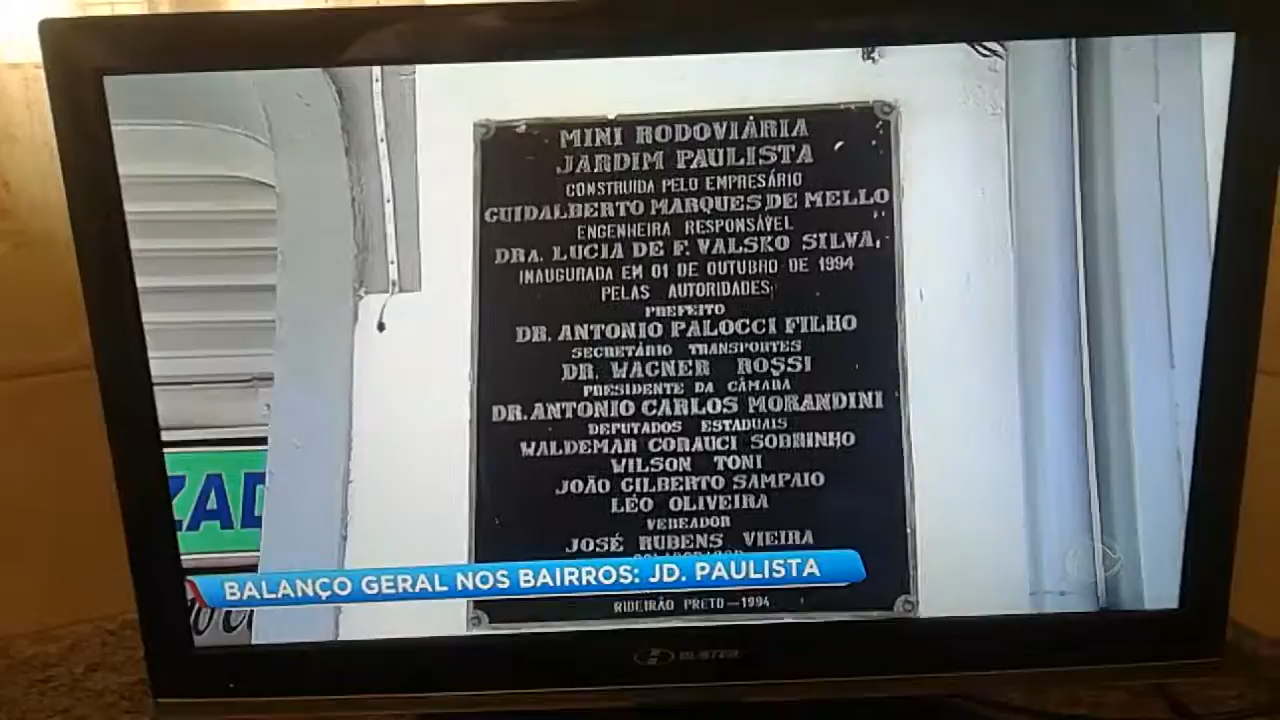 MINI RODOVIÁRIA
JARDIM PAULISTA
CONSTRUIDA PELO EMPRESÁRIO
GUIDALBERTO MARQUES DE MELLO
ENGENHEIRA RESPONSÁVEL
DRA. LUCIA DE F. VALSKO SILVA,
INAUGURADA EM 01 DE OUTUBRO DE 1994
PELAS AUTORIDADES;
PREFEITO
DR. ANTONIO PALOCCI FILHO
SECRETÁRIO TRANSPORTES
DR. WAGNER ROSSI
PRESIDENTE DA CÂMARA
DR. ANTONIO CARLOS MORANDINI
DEPUTADOS ESTADUAIS
WALDEMAR CORAUCI SOBRINHO
WILSON TONI
JOÃO GILBERTO SAMPAIO
LÉO OLIVEIRA
VEREADOR
JOSÉ RUBENS VIEIRA
ZAD
BALANÇO GERAL NOS BAIRROS: JD. PAULISTA
RIBEIRÃO PRETO - 1994